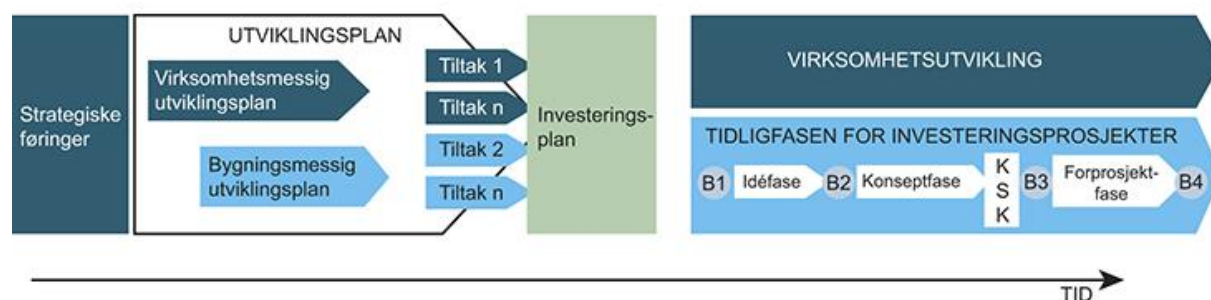 Strategiske
føringer
UTVIKLINGSPLAN
Virksomhetsmessig
utviklingsplan
Bygningsmessig
utviklingsplan
Tiltak 1
Tiltak n
Tiltak 2
Tiltak n
Investerings-
plan
VIRKSOMHETSUTVIKLING
TIDLIGFASEN FOR INVESTERINGSPROSJEKTER
B1
Idéfase
B2
Konseptfase
K
S
K
B3
Forprosjekt-
fase
B4
TID